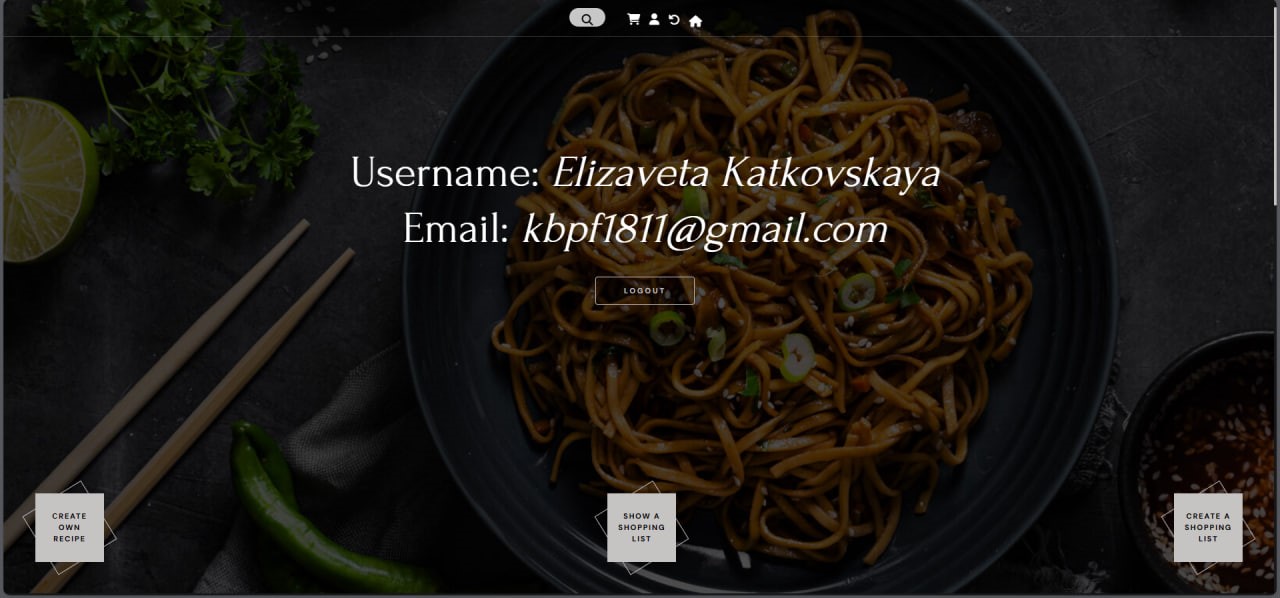 Username: Elizaveta Katkovskaya
Email: kbpf1811@gmail.com
LOGOUT
CREATE
OWN
RECIPE
SHOW A
SHOPPING
LIST
CREATE A
SHOPPING
LIST